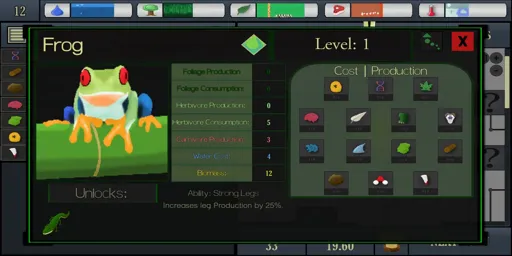 12
Frog
Level: 1
Cost | Production
Foliage Production:
Foliage Consumption:
Herbivore Production: 0
Herbivore Consumption: 5
Carnivore Production: 3
Water Cost: 4
Biomass: 12
Unlocks:
Ability: Strong Legs
Increases leg Production by 25%.
33
19.60